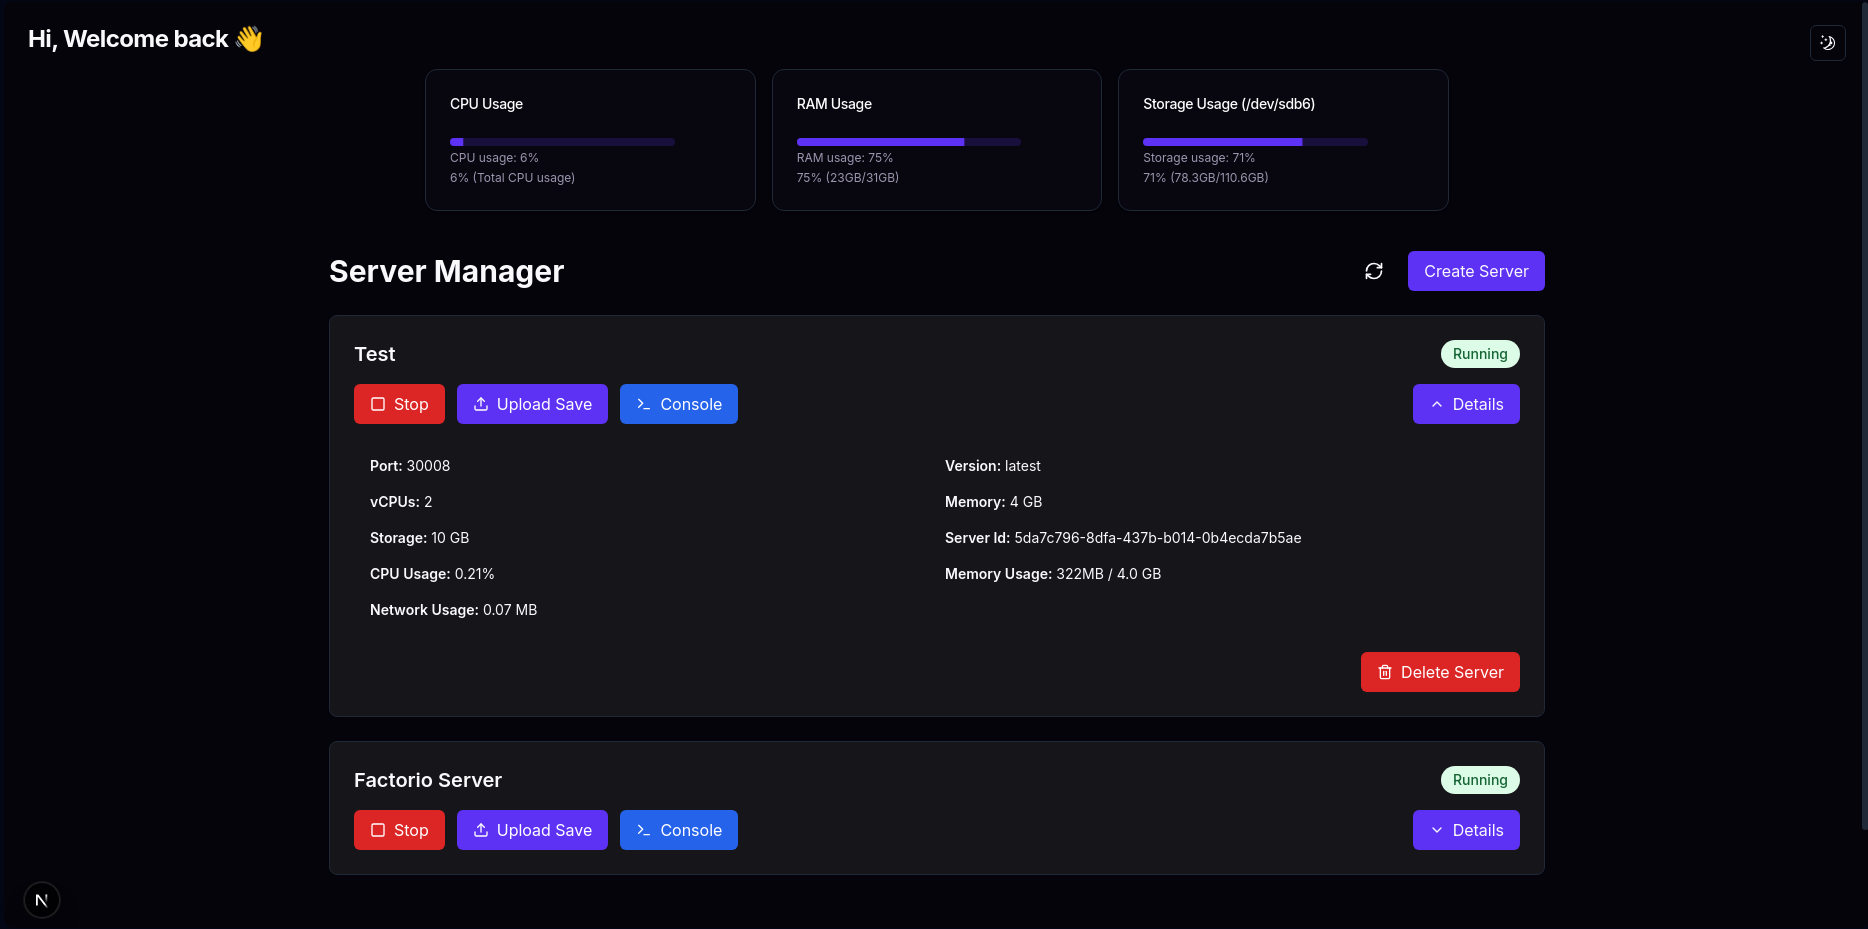 Hi, Welcome back 👋
CPU Usage
CPU usage: 6%
6% (Total CPU usage)
RAM Usage
RAM usage: 75%
75% (23GB/31GB)
Storage Usage (/dev/sdb6)
Storage usage: 71%
71% (78.3GB/110.6GB)
Server Manager
Create Server
Test
Running
Stop
Upload Save
Console
Details
Port: 30008
Version: latest
vCPUs: 2
Memory: 4 GB
Storage: 10 GB
Server Id: 5da7c796-8dfa-437b-b014-0b4ecda7b5ae
CPU Usage: 0.21%
Memory Usage: 322MB / 4.0 GB
Network Usage: 0.07 MB
Delete Server
Factorio Server
Running
Stop
Upload Save
Console
Details
N